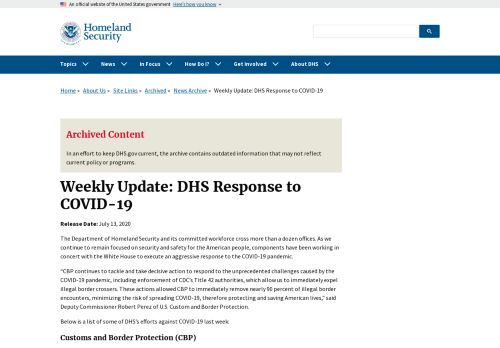 An official website of the United States government Here's how you know
Homeland
Security
Topics News In Focus How Do I? Get Involved About DHS
Home » About Us » Site Links » Archived » News Archive » Weekly Update: DHS Response to COVID-19
Archived Content
In an effort to keep DHS.gov current, the archive contains outdated information that may not reflect
current policy or programs.
Weekly Update: DHS Response to
COVID-19
Release Date: July 13, 2020
The Department of Homeland Security and its committed workforce cross more than a dozen offices. As we
continue to remain focused on security and safety for the American people, components have been working in
concert with the White House to execute an aggressive response to the COVID-19 pandemic.
"CBP continues to tackle and take decisive action to respond to the unprecedented challenges caused by the
COVID-19 pandemic, including enforcement of CDC's Title 42 authorities, which allow us to immediately expel
illegal border crossers. These actions allowed CBP to immediately remove nearly 90 percent of illegal border
encounters, minimizing the risk of spreading COVID-19, therefore protecting and saving American lives," said
Deputy Commissioner Robert Perez of U.S. Custom and Border Protection.
Below is a list of some of DHS's efforts against COVID-19 last week:
Customs and Border Protection (CBP)